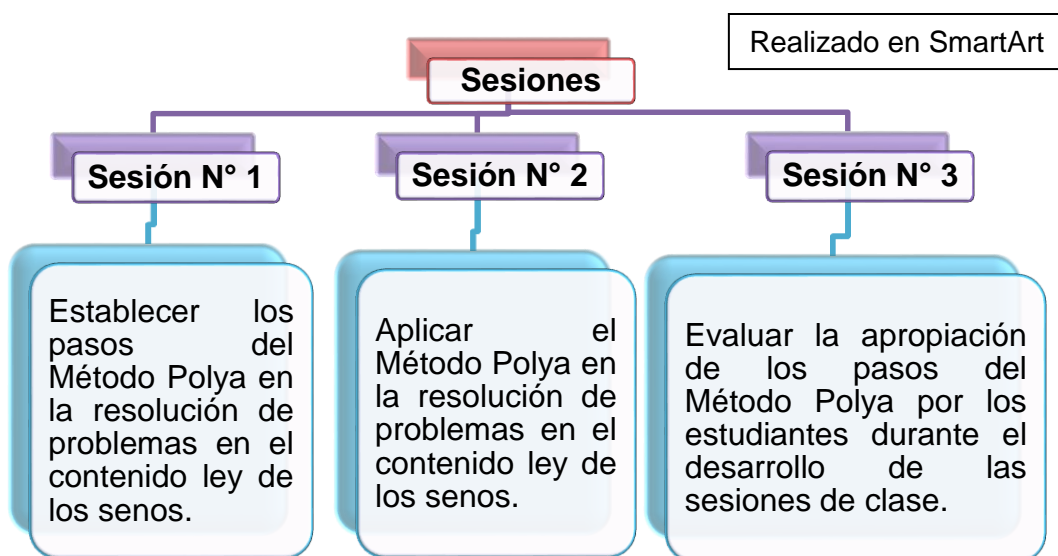 Realizado en SmartArt
Sesiones
Sesión N° 1
Establecer los
pasos del
Método Polya en
la resolución de
problemas en el
contenido ley de
los senos.
Sesión N° 2
Aplicar el
Método Polya en
la resolución de
problemas en el
contenido ley de
los senos.
Sesión N° 3
Evaluar la apropiación
de los pasos del
Método Polya por los
estudiantes durante el
desarrollo de las
sesiones de clase.